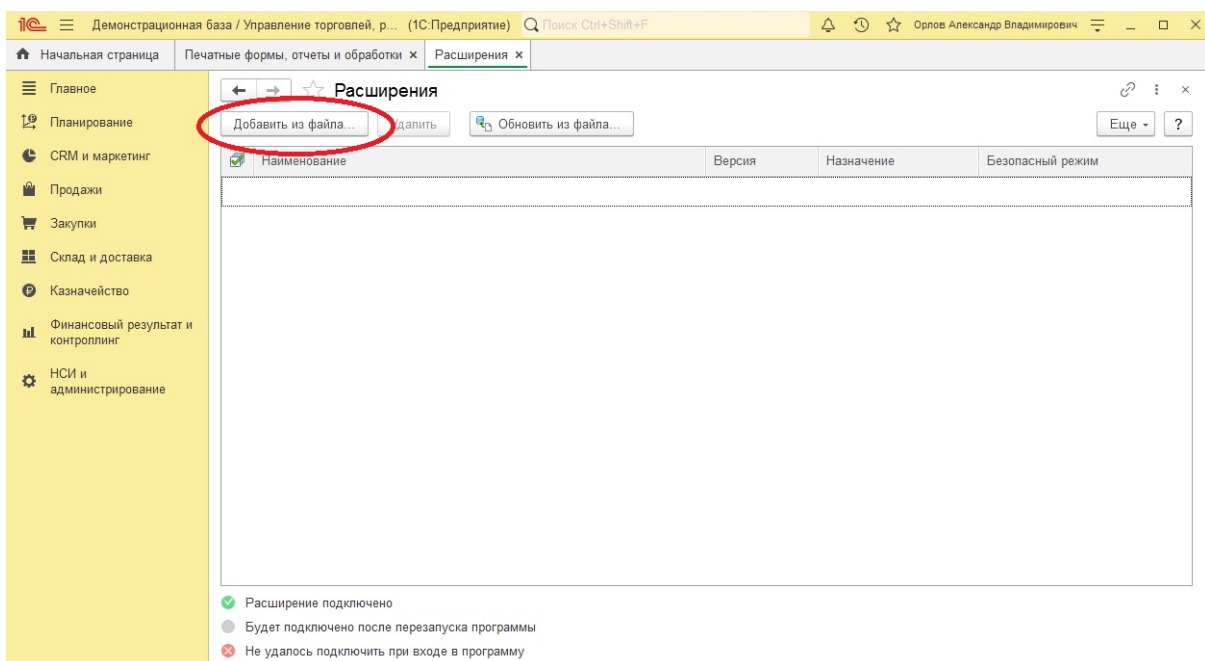 1С Демонстрационная база / Управление торговлей, р... (1С:Предприятие) Поиск Ctrl+Shift+F Орлов Александр Владимирович
Начальная страница Печатные формы, отчеты и обработки × Расширения ×
Главное
Планирование
CRM и маркетинг
Продажи
Закупки
Склад и доставка
Казначейство
Финансовый результат и
контроллинг
НСИ и
администрирование
Расширения
Добавить из файла... Удалить Обновить из файла... Еще ?
Наименование Версия Назначение Безопасный режим
Расширение подключено
Будет подключено после перезапуска программы
Не удалось подключить при входе в программу